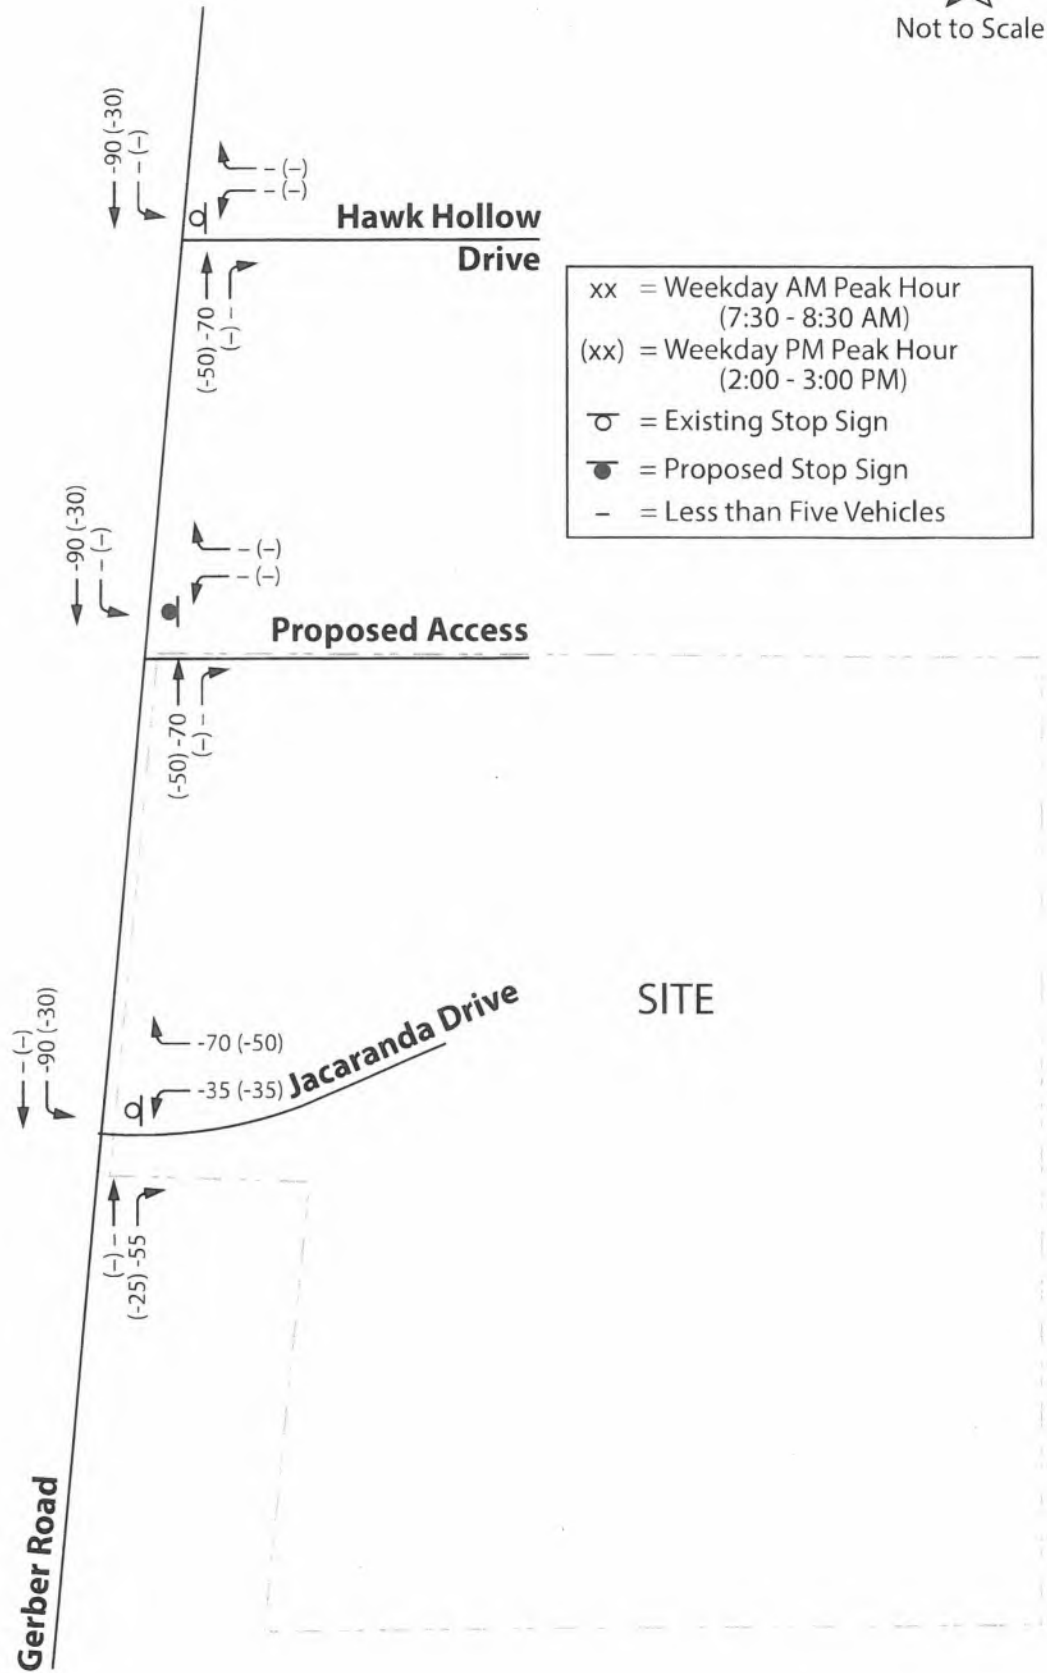 Not to Scale
-90 (-30)
– (–)
– (–)
– (–)
Hawk Hollow
Drive
(-50) -70
(–) –
xx = Weekday AM Peak Hour
(7:30 - 8:30 AM)
(xx) = Weekday PM Peak Hour
(2:00 - 3:00 PM)
= Existing Stop Sign
= Proposed Stop Sign
– = Less than Five Vehicles
-90 (-30)
– (–)
– (–)
– (–)
Proposed Access
(-50) -70
(–) –
– (–)
-90 (-30)
-70 (-50)
-35 (-35)
Jacaranda Drive
SITE
(–) –
(-25) -55
Gerber Road